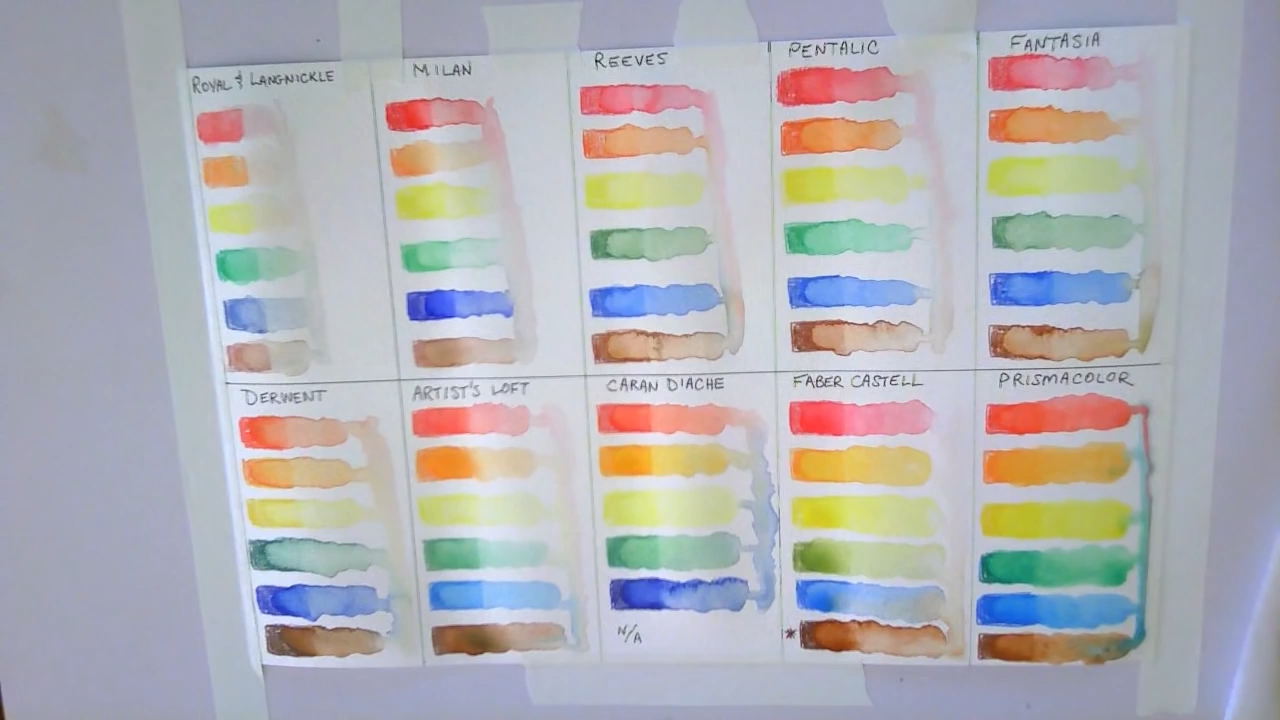 ROYAL & LANGNICKLE
MILAN
REEVES
PENTALIC
FANTASIA
DERWENT
ARTIST'S LOFT
CARAN D'ACHE
FABER CASTELL
PRISMACOLOR
N/A
*